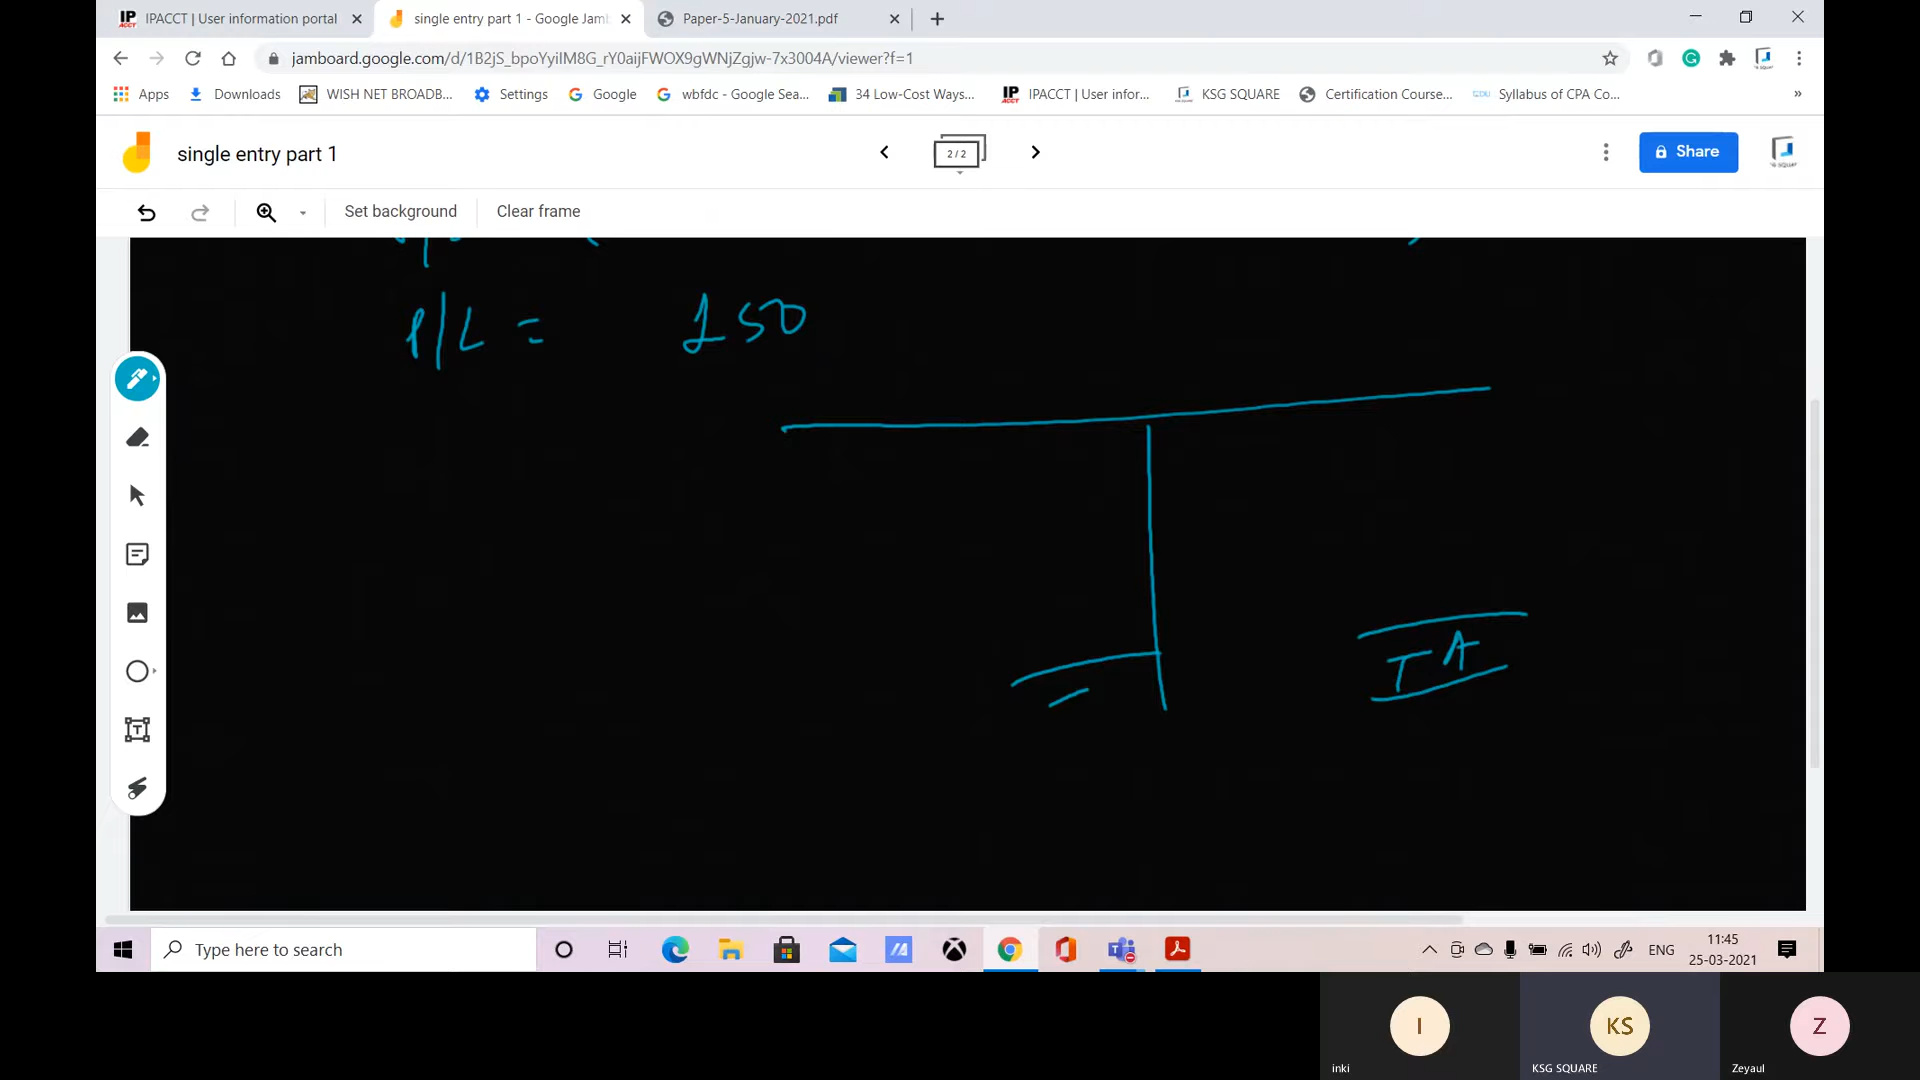 IPACCT | User information portal
single entry part 1 - Google Jamb
Paper-5-January-2021.pdf
jamboard.google.com/d/1B2jS_bpoYyiIM8G_rY0aijFWOX9gWNjZgjw-7x3004A/viewer?f=1
Apps Downloads WISH NET BROADB... Settings Google wbfdc - Google Sea... 34 Low-Cost Ways... IPACCT | User infor... KSG SQUARE Certification Course... Syllabus of CPA Co... »
single entry part 1
2 / 2
Share
Set background Clear frame
P/L = 150
T A
Type here to search
ENG
11:45
25-03-2021
I KS Z
inki KSG SQUARE Zeyaul